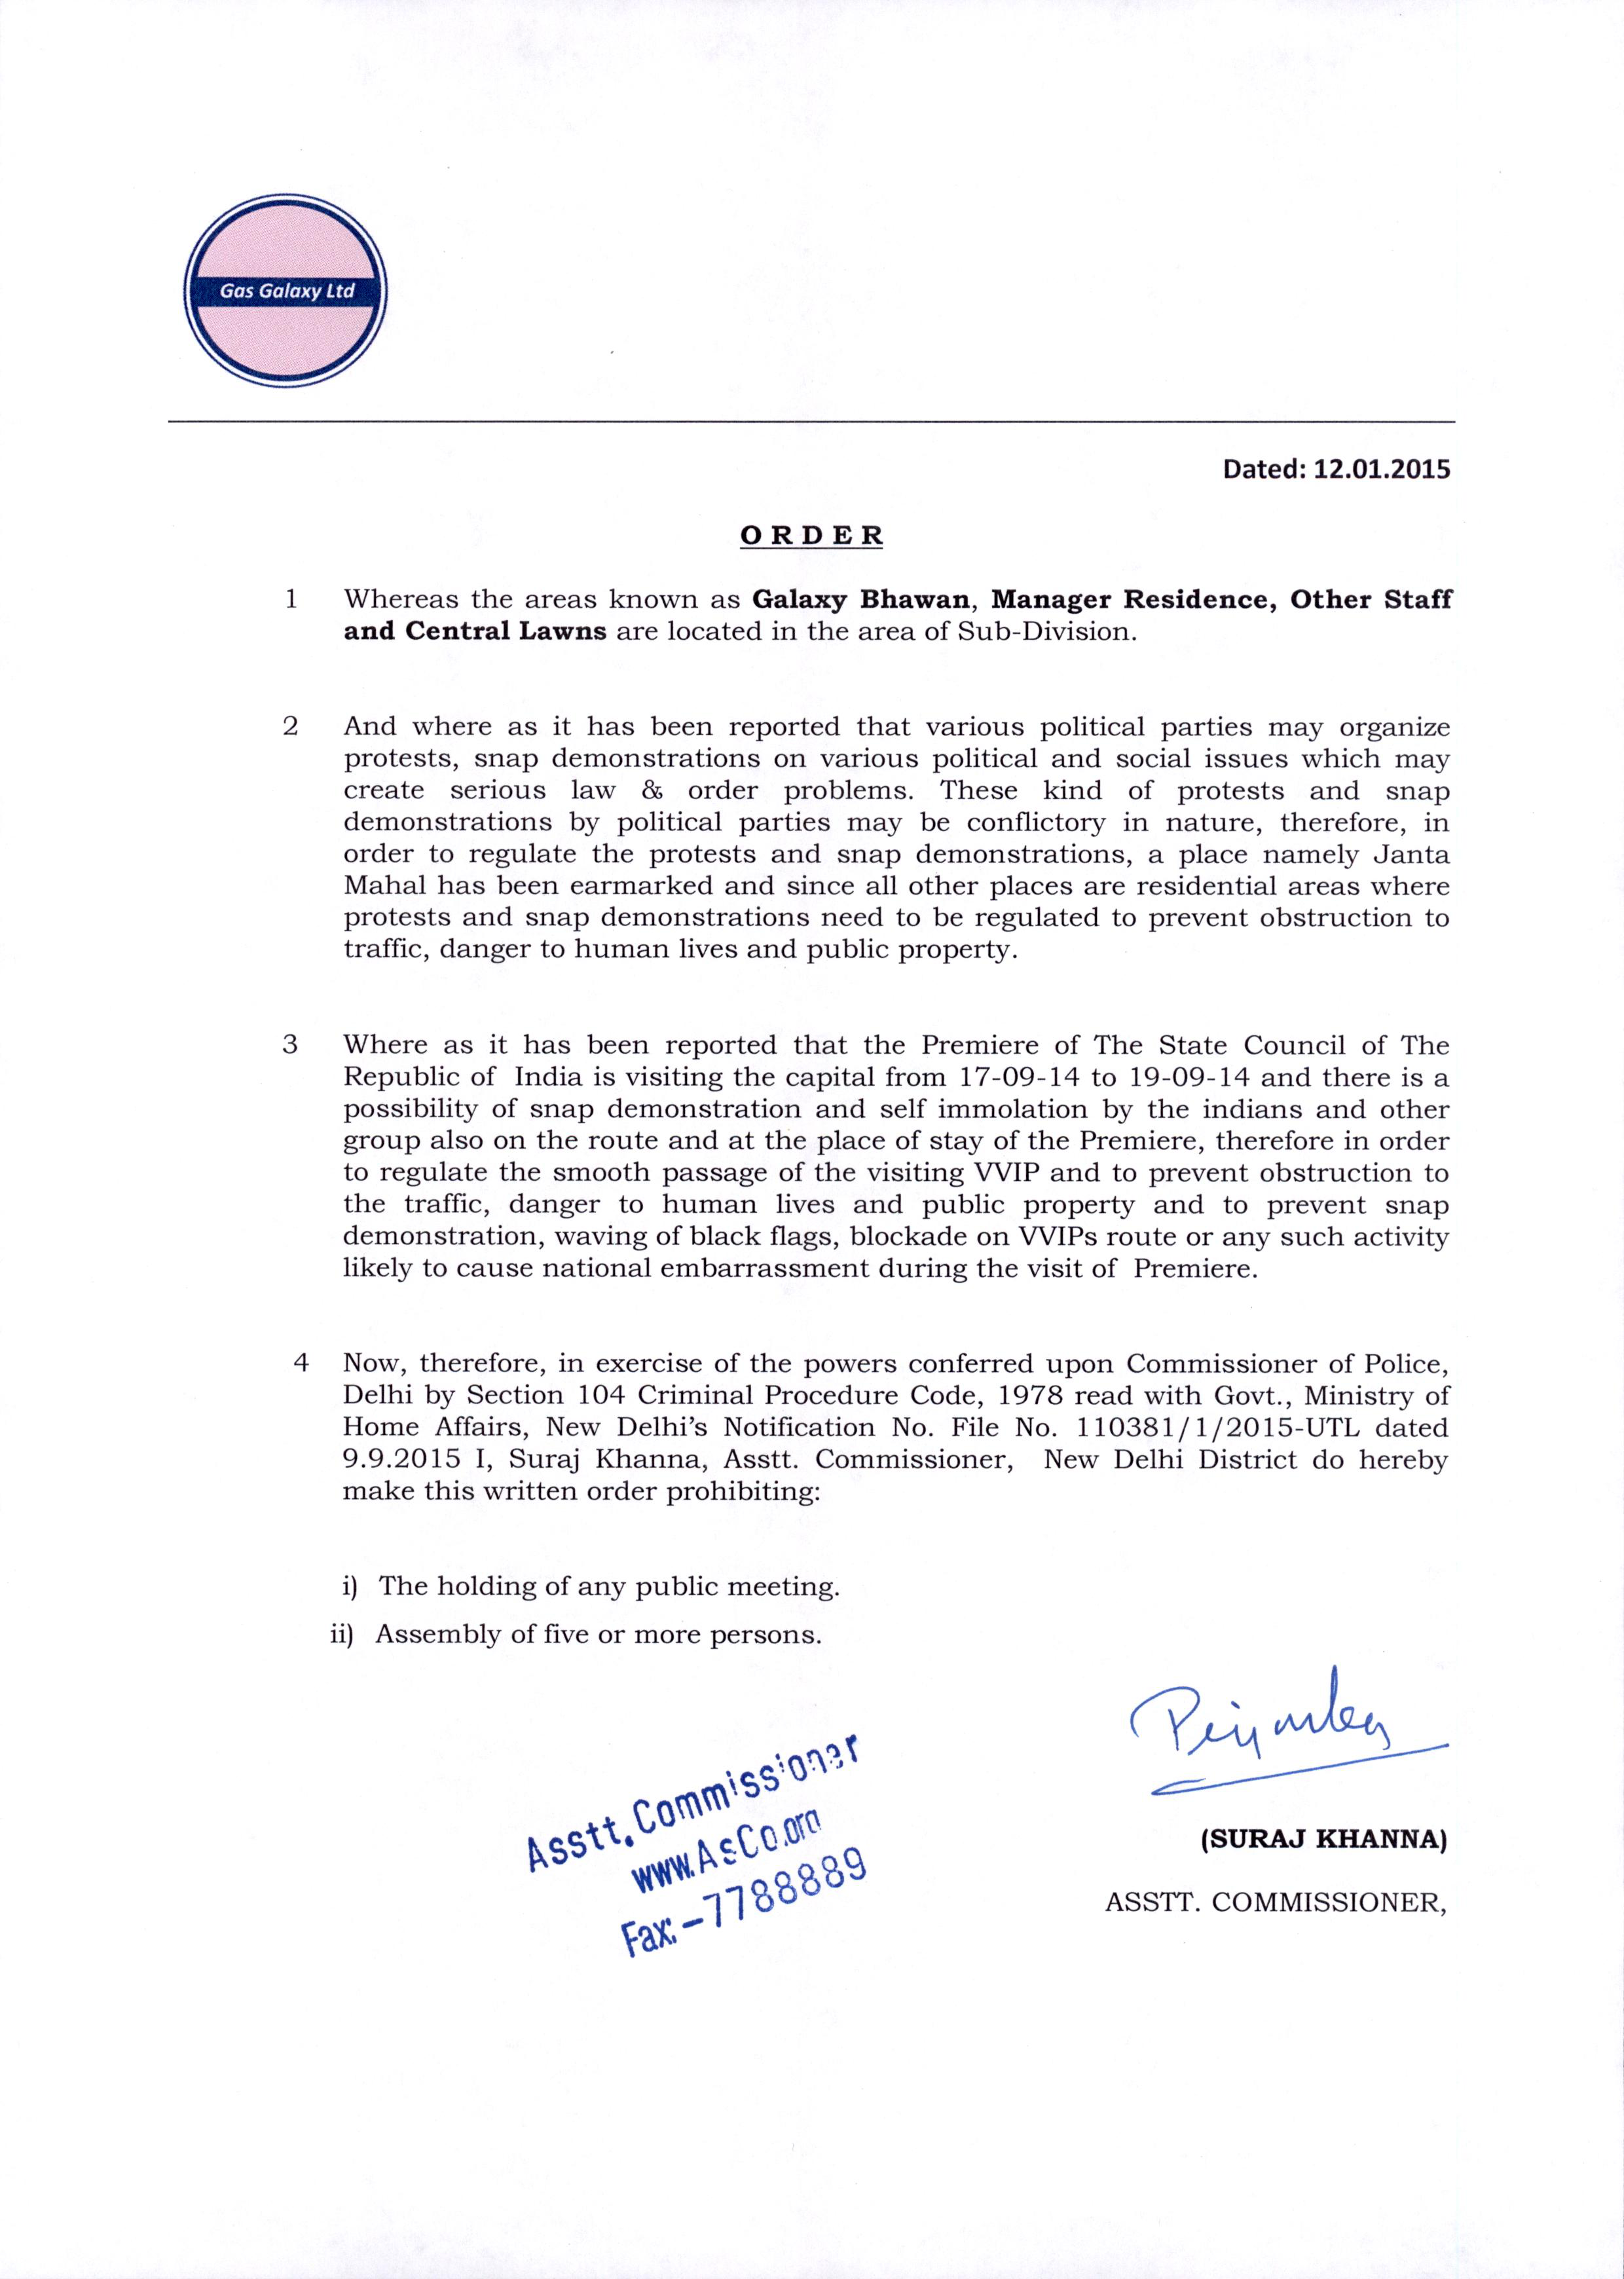 Gas Galaxy Ltd
Dated: 12.01.2015
ORDER
1 Whereas the areas known as Galaxy Bhawan, Manager Residence, Other Staff
and Central Lawns are located in the area of Sub-Division.
2 And where as it has been reported that various political parties may organize
protests, snap demonstrations on various political and social issues which may
create serious law & order problems. These kind of protests and snap
demonstrations by political parties may be conflictory in nature, therefore, in
order to regulate the protests and snap demonstrations, a place namely Janta
Mahal has been earmarked and since all other places are residential areas where
protests and snap demonstrations need to be regulated to prevent obstruction to
traffic, danger to human lives and public property.
3 Where as it has been reported that the Premiere of The State Council of The
Republic of India is visiting the capital from 17-09-14 to 19-09-14 and there is a
possibility of snap demonstration and self immolation by the indians and other
group also on the route and at the place of stay of the Premiere, therefore in order
to regulate the smooth passage of the visiting VVIP and to prevent obstruction to
the traffic, danger to human lives and public property and to prevent snap
demonstration, waving of black flags, blockade on VVIPs route or any such activity
likely to cause national embarrassment during the visit of Premiere.
4 Now, therefore, in exercise of the powers conferred upon Commissioner of Police,
Delhi by Section 104 Criminal Procedure Code, 1978 read with Govt., Ministry of
Home Affairs, New Delhi's Notification No. File No. 110381/1/2015-UTL dated
9.9.2015 I, Suraj Khanna, Asstt. Commissioner, New Delhi District do hereby
make this written order prohibiting:
i) The holding of any public meeting.
ii) Assembly of five or more persons.
Asstt. Commissioner
www.AsCo.org
Fax:-7788889
(SURAJ KHANNA)
ASSTT. COMMISSIONER,